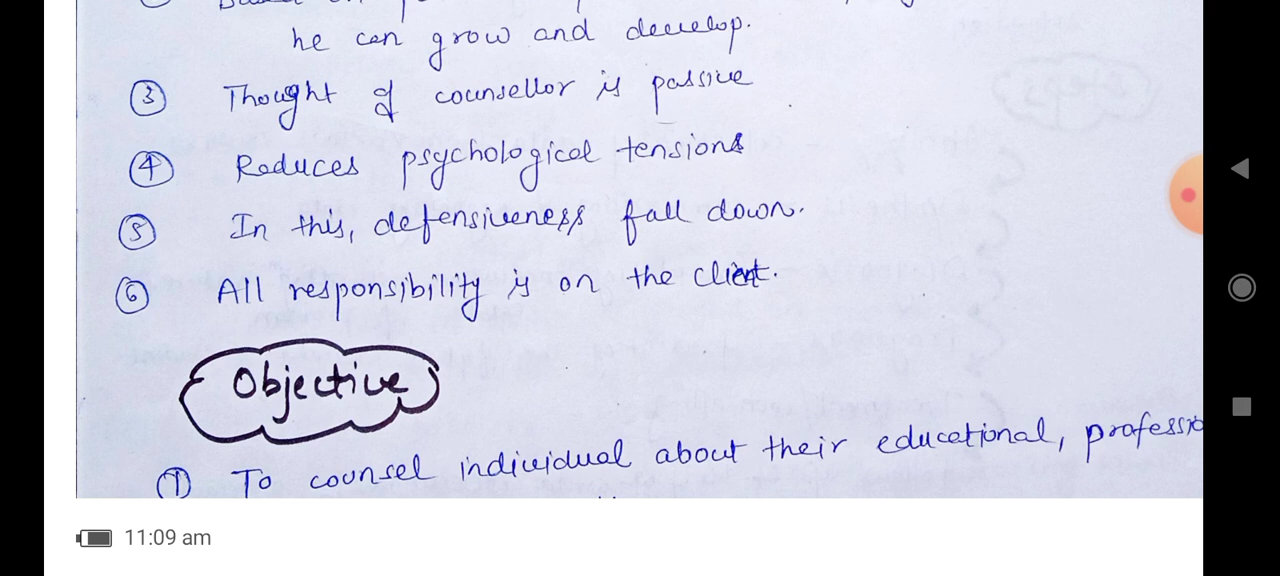 he can grow and develop.
③ Thought of counsellor is passive
④ Reduces psychological tensions
⑤ In this, defensiveness fall down.
⑥ All responsibility is on the client.
Objective
① To counsel individual about their educational,
11:09 am